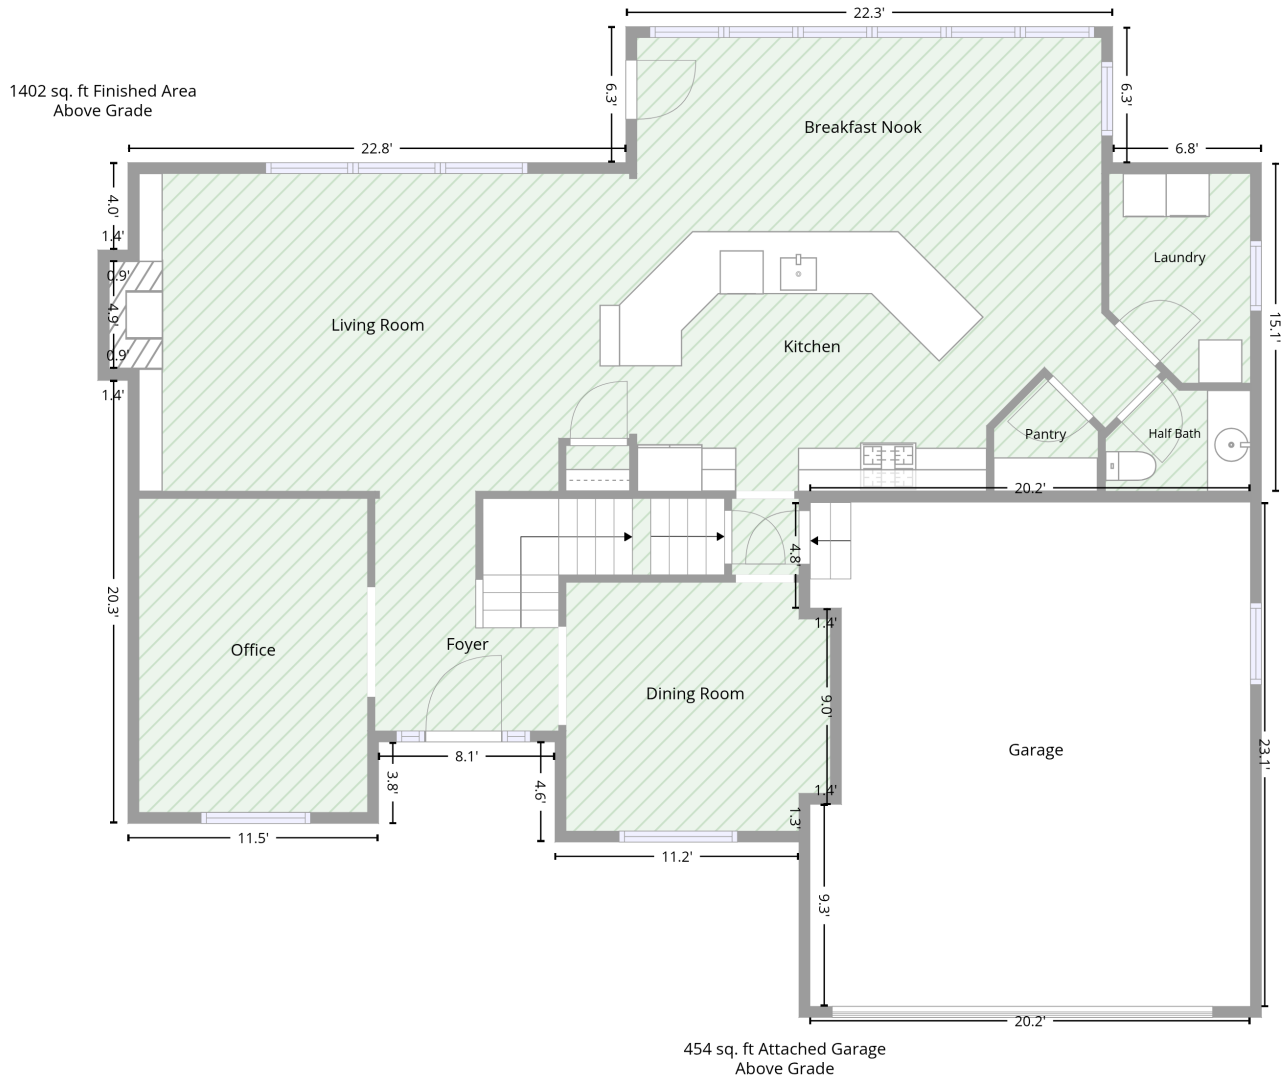 22.3'
1402 sq. ft Finished Area
Above Grade
6.3'
6.3'
Breakfast Nook
22.8'
6.8'
4.0'
1.4'
0.9'
4.9'
0.9'
1.4'
Laundry
Living Room
Kitchen
15.1'
Pantry
Half Bath
20.2'
4.8'
20.3'
1.4'
Office
Foyer
Dining Room
9.0'
Garage
23.1'
8.1'
3.8'
4.6'
1.4'
1.3'
11.5'
11.2'
9.3'
20.2'
454 sq. ft Attached Garage
Above Grade